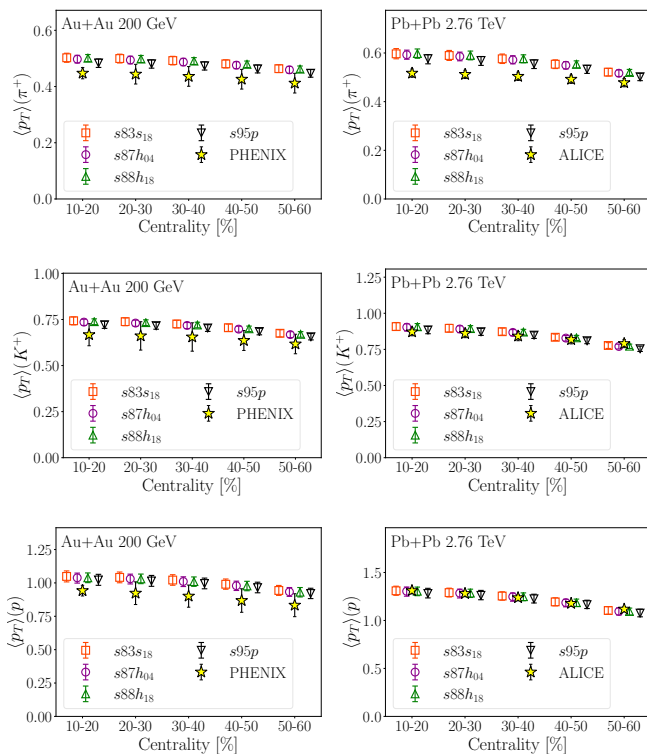 Au+Au 200 GeV
⟨p_T⟩(π⁺)
0.6
0.4
0.2
0.0
s83s₁₈
s87h₀₄
s88h₁₈
s95p
PHENIX
10-20 20-30 30-40 40-50 50-60
Centrality [%]
Pb+Pb 2.76 TeV
⟨p_T⟩(π⁺)
0.6
0.4
0.2
0.0
s83s₁₈
s87h₀₄
s88h₁₈
s95p
ALICE
10-20 20-30 30-40 40-50 50-60
Centrality [%]
Au+Au 200 GeV
⟨p_T⟩(K⁺)
1.00
0.75
0.50
0.25
0.00
s83s₁₈
s87h₀₄
s88h₁₈
s95p
PHENIX
10-20 20-30 30-40 40-50 50-60
Centrality [%]
Pb+Pb 2.76 TeV
⟨p_T⟩(K⁺)
1.25
1.00
0.75
0.50
0.25
0.00
s83s₁₈
s87h₀₄
s88h₁₈
s95p
ALICE
10-20 20-30 30-40 40-50 50-60
Centrality [%]
Au+Au 200 GeV
⟨p_T⟩(p)
1.25
1.00
0.75
0.50
0.25
0.00
s83s₁₈
s87h₀₄
s88h₁₈
s95p
PHENIX
10-20 20-30 30-40 40-50 50-60
Centrality [%]
Pb+Pb 2.76 TeV
⟨p_T⟩(p)
1.5
1.0
0.5
0.0
s83s₁₈
s87h₀₄
s88h₁₈
s95p
ALICE
10-20 20-30 30-40 40-50 50-60
Centrality [%]